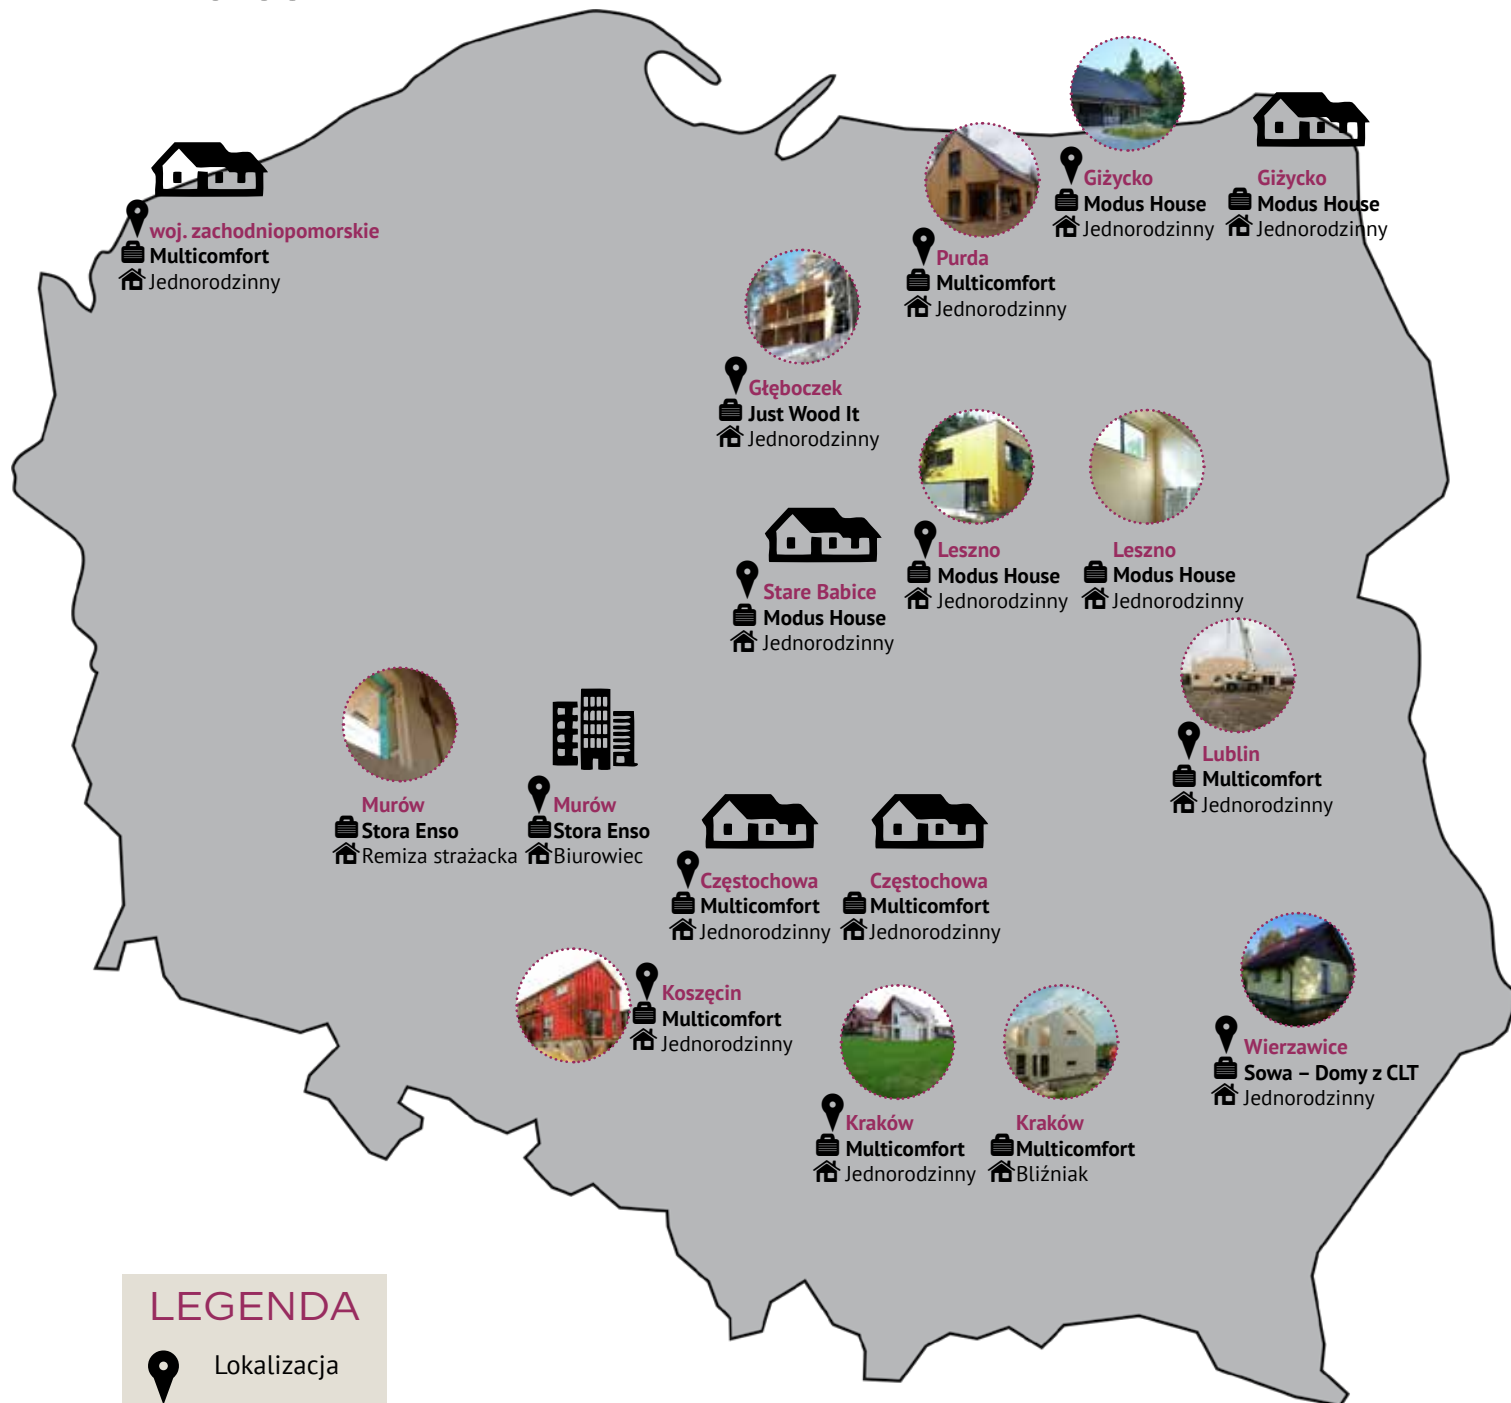 woj. zachodniopomorskie
Multicomfort
Jednorodzinny
Giżycko
Modus House
Jednorodzinny
Giżycko
Modus House
Jednorodzinny
Purda
Multicomfort
Jednorodzinny
Głęboczek
Just Wood It
Jednorodzinny
Leszno
Modus House
Jednorodzinny
Leszno
Modus House
Jednorodzinny
Stare Babice
Modus House
Jednorodzinny
Lublin
Multicomfort
Jednorodzinny
Murów
Stora Enso
Remiza strażacka
Murów
Stora Enso
Biurowiec
Częstochowa
Multicomfort
Jednorodzinny
Częstochowa
Multicomfort
Jednorodzinny
Koszęcin
Multicomfort
Jednorodzinny
Wierzawice
Sowa – Domy z CLT
Jednorodzinny
Kraków
Multicomfort
Jednorodzinny
Kraków
Multicomfort
Bliźniak
LEGENDA
Lokalizacja